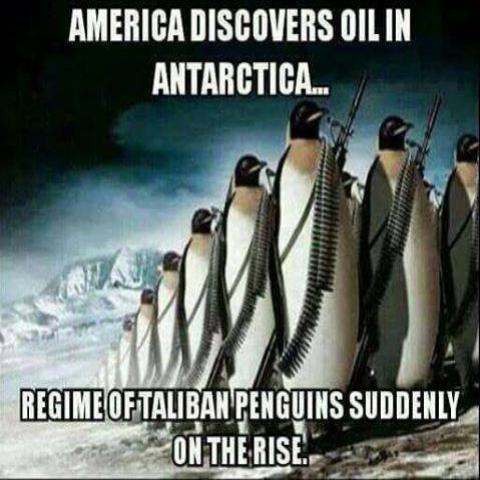 AMERICA DISCOVERS OIL IN
ANTARCTICA...
REGIME OF TALIBAN PENGUINS SUDDENLY
ON THE RISE.